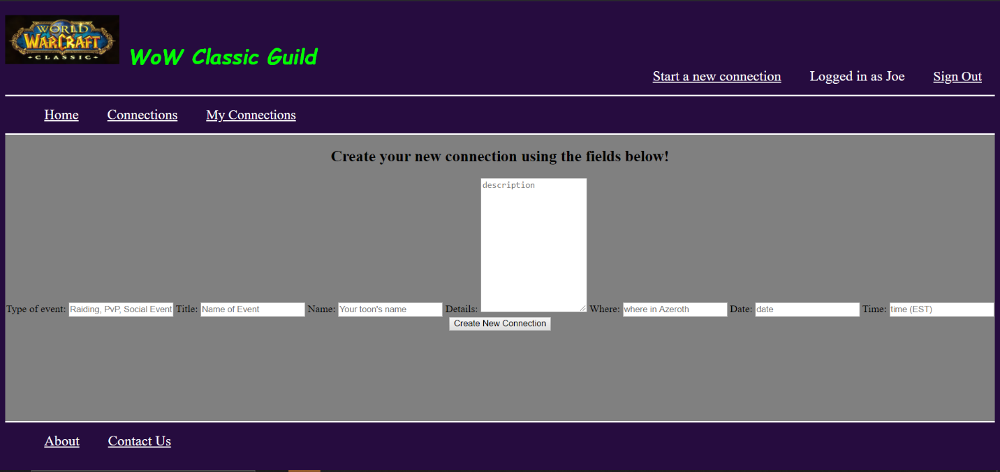 WORLD
WARCRAFT
CLASSIC
WoW Classic Guild
Start a new connection Logged in as Joe Sign Out
Home Connections My Connections
Create your new connection using the fields below!
description
Type of event: Raiding, PvP, Social Event Title: Name of Event Name: Your toon's name Details: Where: where in Azeroth Date: date Time: time (EST)
Create New Connection
About Contact Us